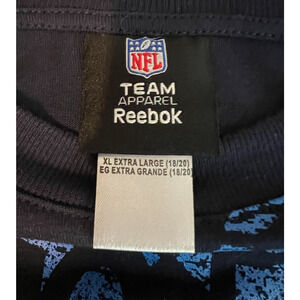 NFL
TEAM
APPAREL
Reebok
XL EXTRA LARGE (18/20)
EG EXTRA GRANDE (18/20)